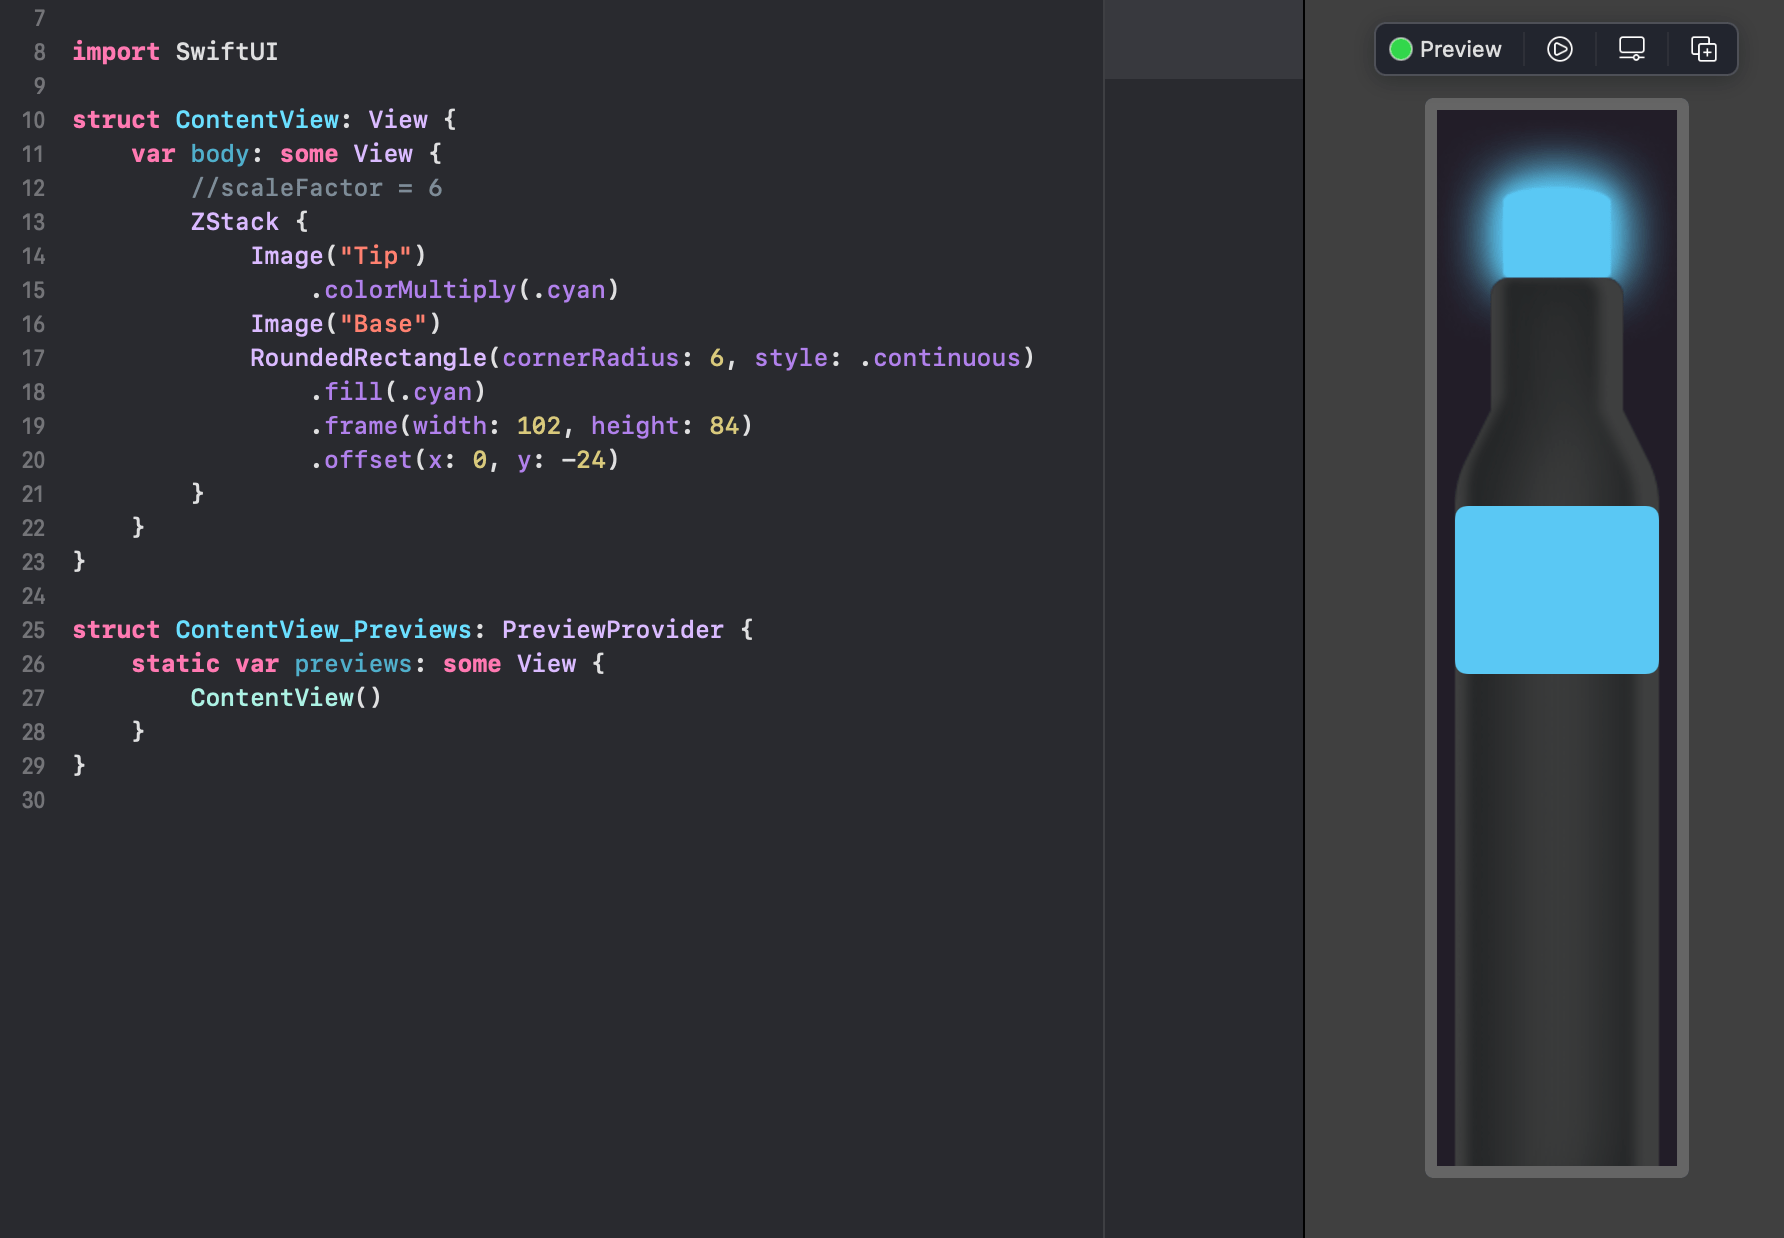 7
8 import SwiftUI
9
10 struct ContentView: View {
11 var body: some View {
12 //scaleFactor = 6
13 ZStack {
14 Image("Tip")
15 .colorMultiply(.cyan)
16 Image("Base")
17 RoundedRectangle(cornerRadius: 6, style: .continuous)
18 .fill(.cyan)
19 .frame(width: 102, height: 84)
20 .offset(x: 0, y: -24)
21 }
22 }
23 }
24
25 struct ContentView_Previews: PreviewProvider {
26 static var previews: some View {
27 ContentView()
28 }
29 }
30
Preview